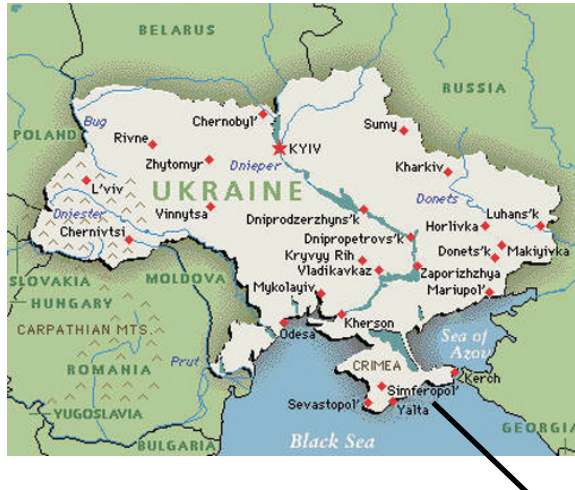 BELARUS
RUSSIA
POLAND
Bug
Chernobyl'
Sumy
Rivne
KYIV
Zhytomyr
Dnieper
Kharkiv
L'viv
UKRAINE
Donets
Dniester
Vinnytsa
Luhans'k
Dniprodzerzhyns'k
Horlivka
Chernivtsi
Dnipropetrovs'k
Donets'k
Makiyivka
Kryvyy Rih
SLOVAKIA
MOLDOVA
Vladikavkaz
Zaporizhzhya
HUNGARY
Mykolayiv
Mariupol'
CARPATHIAN MTS.
Kherson
Odesa
Sea of
Azov
Prut
ROMANIA
CRIMEA
Kerch
Simferopol'
YUGOSLAVIA
Sevastopol'
Yalta
GEORGIA
BULGARIA
Black Sea